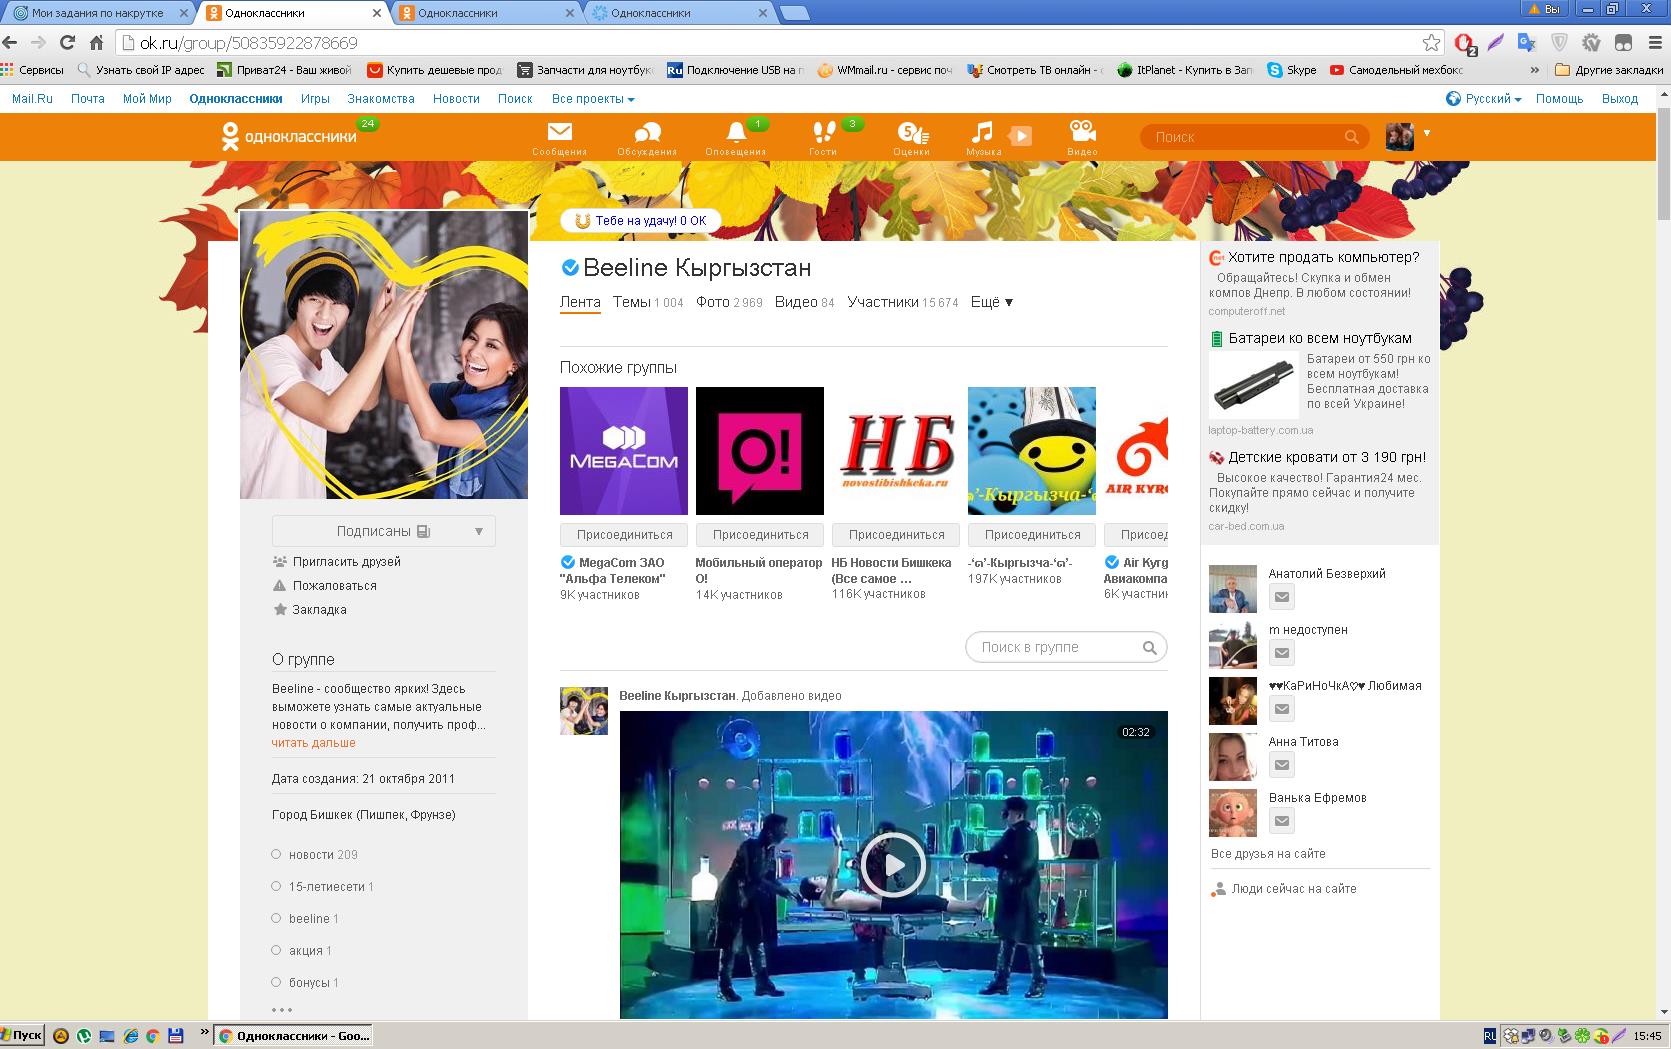 Мои задания по накрутке
Одноклассники
Одноклассники
Одноклассники
Вы
ok.ru/group/50835922878669
Сервисы
Узнать свой IP адрес
Приват24 - Ваш живой
Купить дешевые прод
Запчасти для ноутбук
Подключение USB на п
WMmail.ru - сервис поч
Смотреть ТВ онлайн - с
ItPlanet - Купить в Зап
Skype
Самодельный мехбокс
Другие закладки
Mail.Ru
Почта
Мой Мир
Одноклассники
Игры
Знакомства
Новости
Поиск
Все проекты
Русский
Помощь
Выход
одноклассники
24
Сообщения
Обсуждения
1
Оповещения
3
Гости
5
Оценки
Музыка
Видео
Поиск
Тебе на удачу! 0 ОК
Beeline Кыргызстан
Лента
Темы 1 004
Фото 2 969
Видео 84
Участники 15 674
Ещё ▾
Похожие группы
MEGACOM
O!
НБ
novostibishkeka.ru
-Кыргызча-
AIR KYRG
Присоединиться
Присоединиться
Присоединиться
Присоединиться
Присоед
MegaCom ЗАО
"Альфа Телеком"
9K участников
Мобильный оператор
O!
14K участников
НБ Новости Бишкека
(Все самое ...
116K участников
-Кыргызча-
197K участников
Air Kyrg
Авиакомпа
6K участник
Поиск в группе
Beeline Кыргызстан. Добавлено видео
02:32
Подписаны
Пригласить друзей
Пожаловаться
Закладка
О группе
Beeline - сообщество ярких! Здесь
выможете узнать самые актуальные
новости о компании, получить проф...
читать дальше
Дата создания: 21 октября 2011
Город Бишкек (Пишпек, Фрунзе)
новости 209
15-летиесети 1
beeline 1
акция 1
бонусы 1
Хотите продать компьютер?
Обращайтесь! Скупка и обмен
компов Днепр. В любом состоянии!
computeroff.net
Батареи ко всем ноутбукам
Батареи от 550 грн ко
всем ноутбукам!
Бесплатная доставка
по всей Украине!
laptop-battery.com.ua
Детские кровати от 3 190 грн!
Высокое качество! Гарантия24 мес.
Покупайте прямо сейчас и получите
скидку!
car-bed.com.ua
Анатолий Безверхий
m недоступен
♥♥КаРиНоЧкА♥♥ Любимая
Анна Титова
Ванька Ефремов
Все друзья на сайте
Люди сейчас на сайте
Пуск
Одноклассники - Goo...
RU
15:45